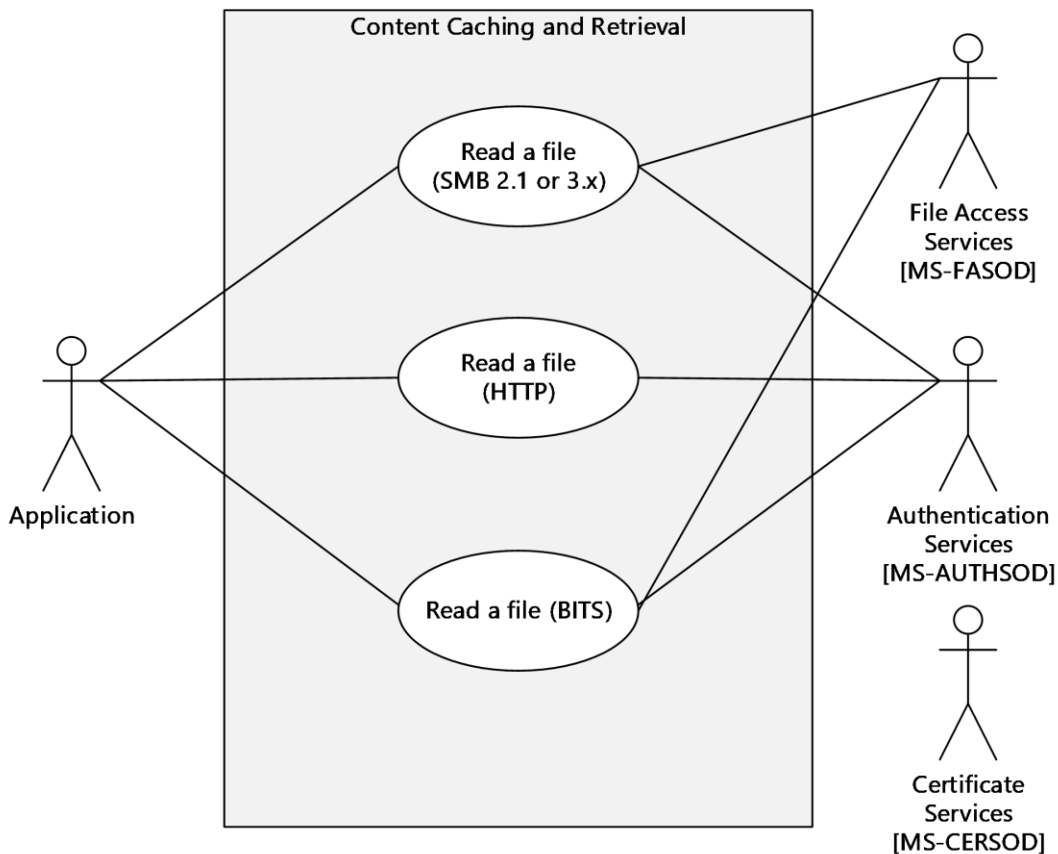 Content Caching and Retrieval
Read a file
(SMB 2.1 or 3.x)
File Access
Services
[MS-FASOD]
Read a file
(HTTP)
Application
Authentication
Services
[MS-AUTHSOD]
Read a file (BITS)
Certificate
Services
[MS-CERSOD]